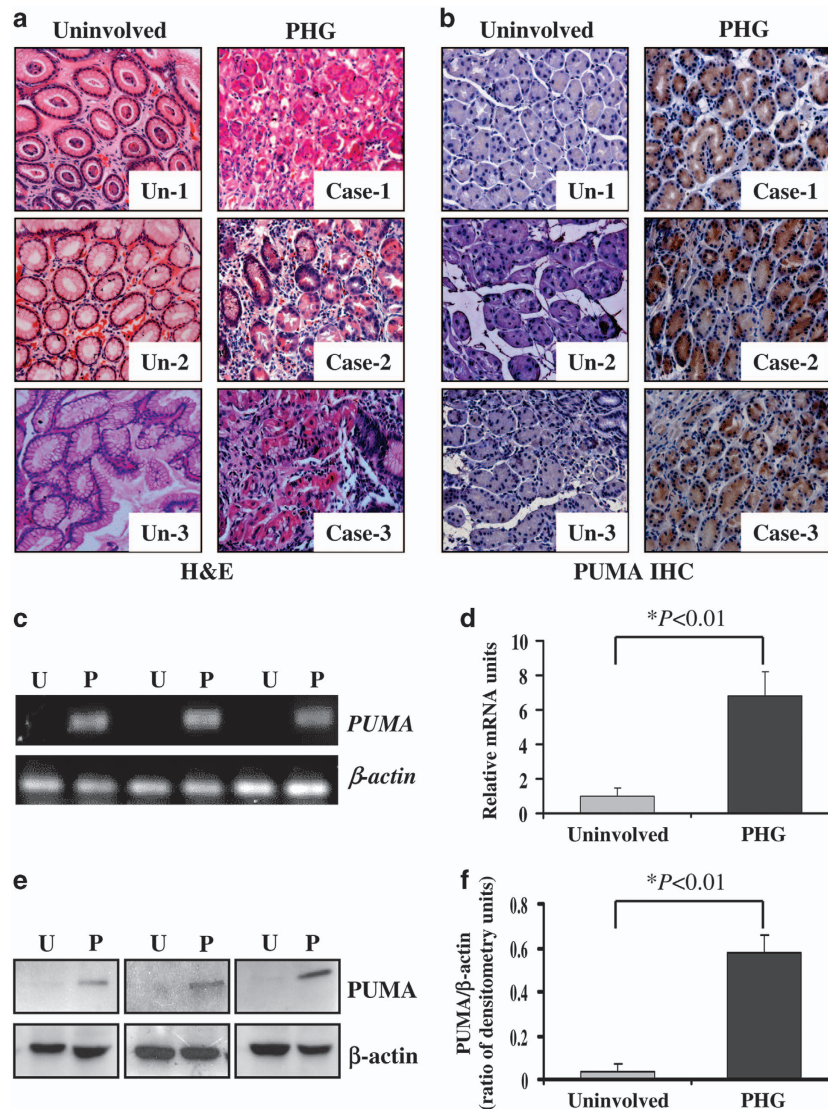 a
Uninvolved PHG
Un-1 Case-1
Un-2 Case-2
Un-3 Case-3
H&E
b
Uninvolved PHG
Un-1 Case-1
Un-2 Case-2
Un-3 Case-3
PUMA IHC
c
U P U P U P
PUMA
β-actin
d
*P<0.01
Relative mRNA units
10
8
6
4
2
0
Uninvolved PHG
e
U P U P U P
PUMA
β-actin
f
*P<0.01
PUMA/β-actin
(ratio of densitometry units)
0.8
0.6
0.4
0.2
0
Uninvolved PHG